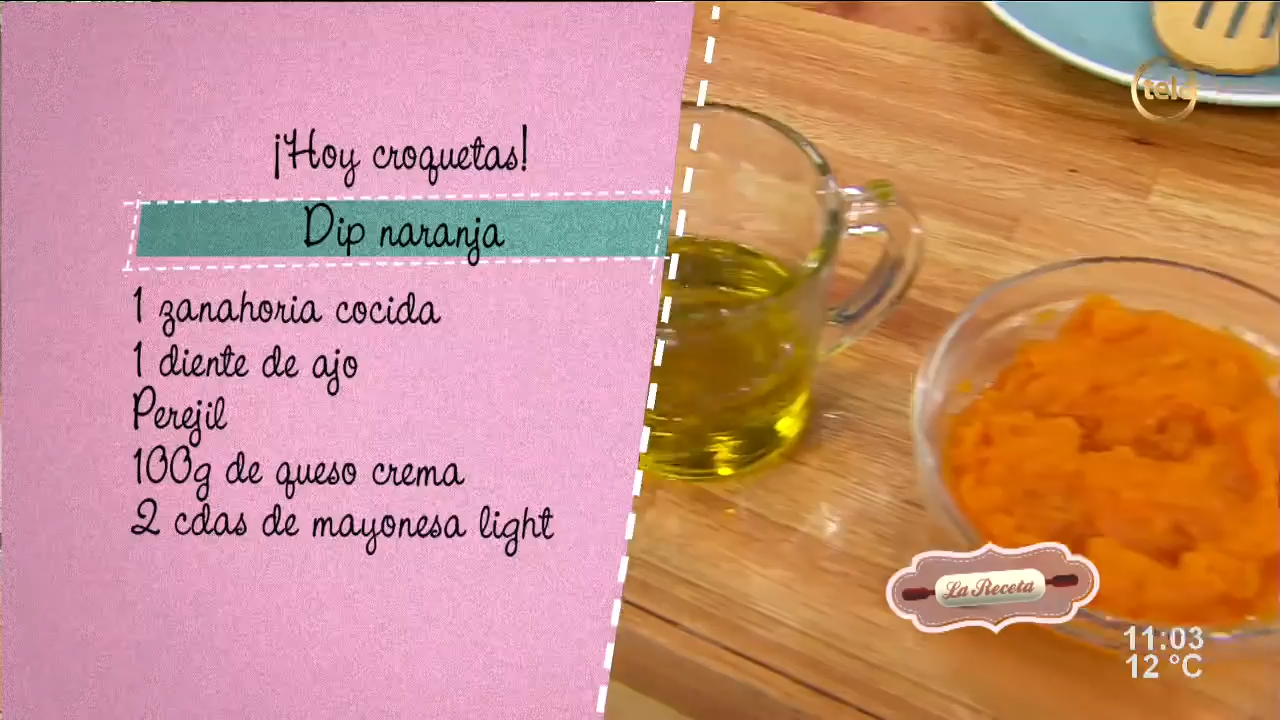 ¡Hoy croquetas!
Dip naranja
1 zanahoria cocida
1 diente de ajo
Perejil
100g de queso crema
2 cdas de mayonesa light
La Receta
11:03
12 °C